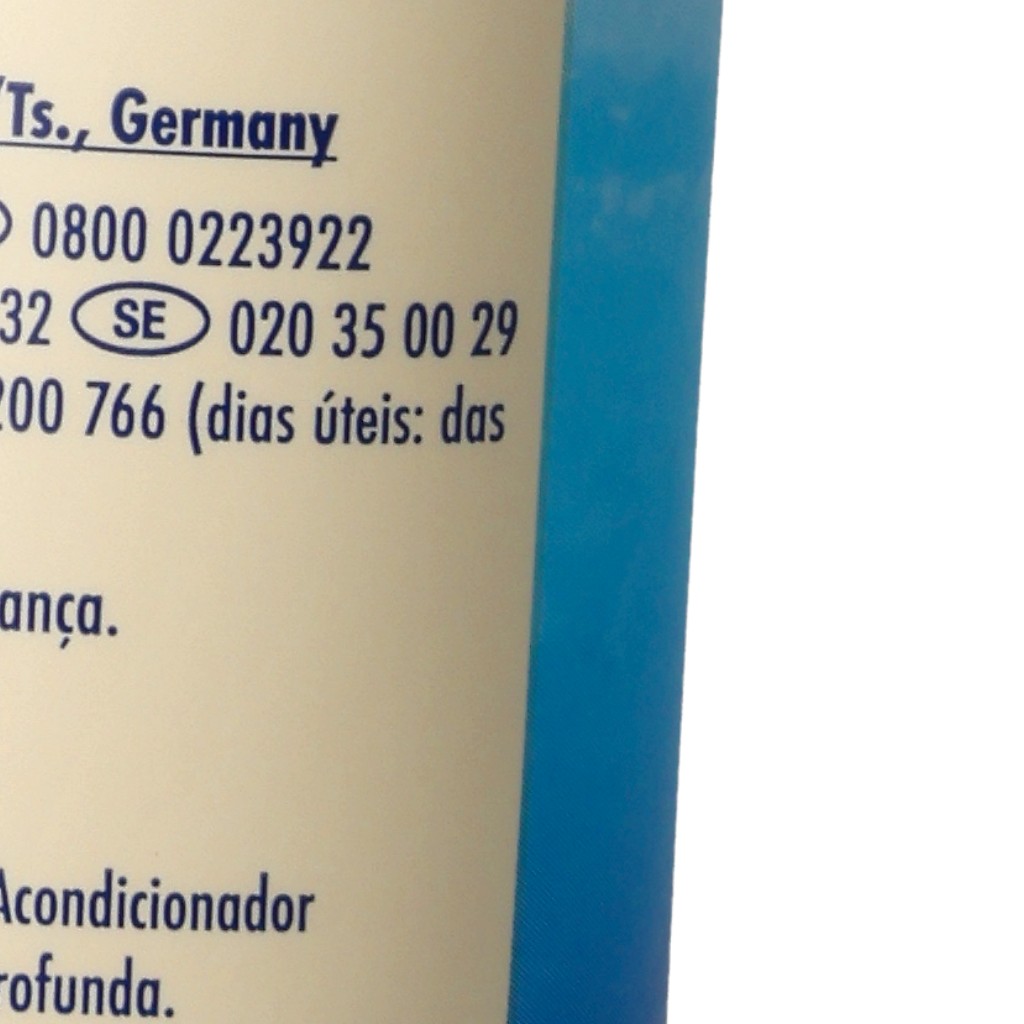 /Ts., Germany
0800 0223922
32 SE 020 35 00 29
200 766 (dias úteis: das
ança.
Acondicionador
rofunda.